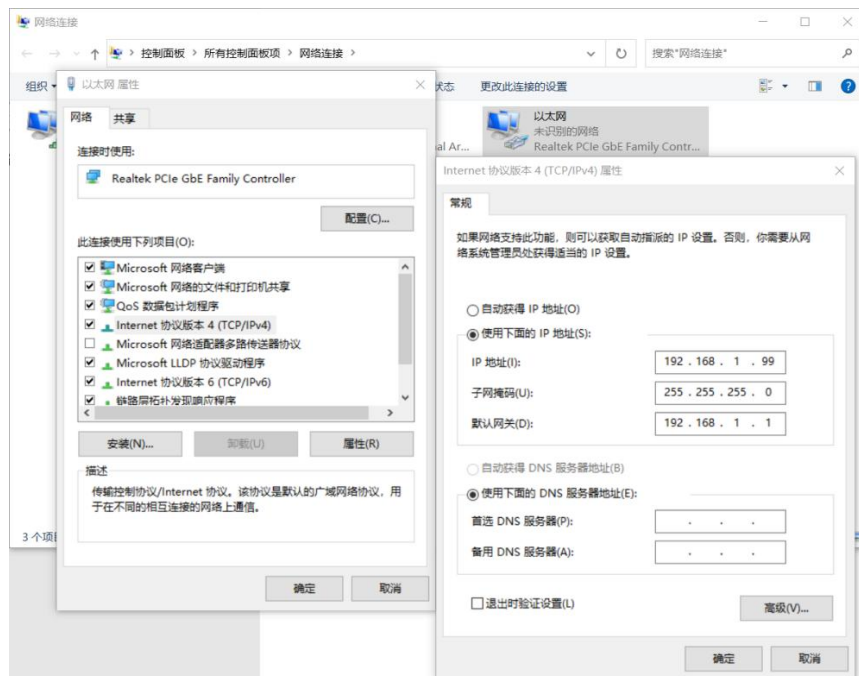 网络连接
控制面板 > 所有控制面板项 > 网络连接 >
搜索"网络连接"
组织
状态
更改此连接的设置
以太网 属性
网络
共享
连接时使用:
Realtek PCIe GbE Family Controller
配置(C)...
此连接使用下列项目(O):
Microsoft 网络客户端
Microsoft 网络的文件和打印机共享
QoS 数据包计划程序
Internet 协议版本 4 (TCP/IPv4)
Microsoft 网络适配器多路传送器协议
Microsoft LLDP 协议驱动程序
Internet 协议版本 6 (TCP/IPv6)
链路层拓扑发现响应程序
安装(N)...
卸载(U)
属性(R)
描述
传输控制协议/Internet 协议。该协议是默认的广域网络协议，用
于在不同的相互连接的网络上通信。
确定
取消
3 个项目
al Ar...
以太网
未识别的网络
Realtek PCIe GbE Family Contr...
Internet 协议版本 4 (TCP/IPv4) 属性
常规
如果网络支持此功能，则可以获取自动指派的 IP 设置。否则，你需要从网
络系统管理员处获得适当的 IP 设置。
自动获得 IP 地址(O)
使用下面的 IP 地址(S):
IP 地址(I):
192 . 168 . 1 . 99
子网掩码(U):
255 . 255 . 255 . 0
默认网关(D):
192 . 168 . 1 . 1
自动获得 DNS 服务器地址(B)
使用下面的 DNS 服务器地址(E):
首选 DNS 服务器(P):
. . .
备用 DNS 服务器(A):
. . .
退出时验证设置(L)
高级(V)...
确定
取消